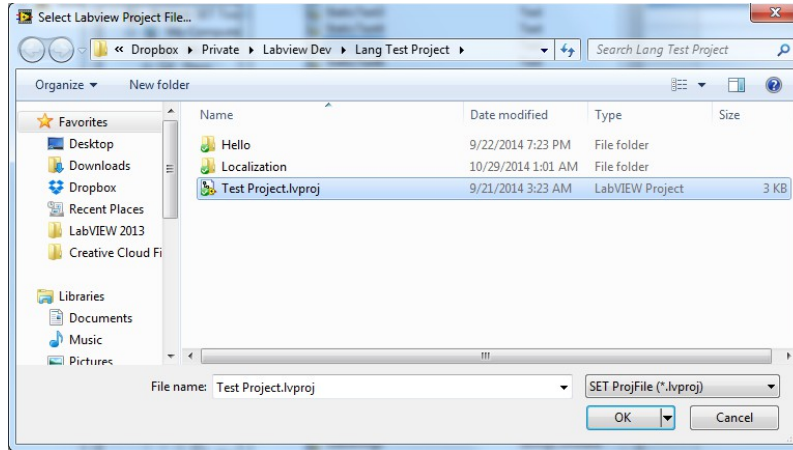 Select Labview Project File...
« Dropbox ▸ Private ▸ Labview Dev ▸ Lang Test Project ▸
Search Lang Test Project
Organize New folder
Favorites
Desktop
Downloads
Dropbox
Recent Places
LabVIEW 2013
Creative Cloud Fi
Libraries
Documents
Music
Pictures
Name Date modified Type Size
Hello 9/22/2014 7:23 PM File folder
Localization 10/29/2014 1:01 AM File folder
Test Project.lvproj 9/21/2014 3:23 AM LabVIEW Project 3 KB
File name: Test Project.lvproj SET ProjFile (*.lvproj)
OK Cancel